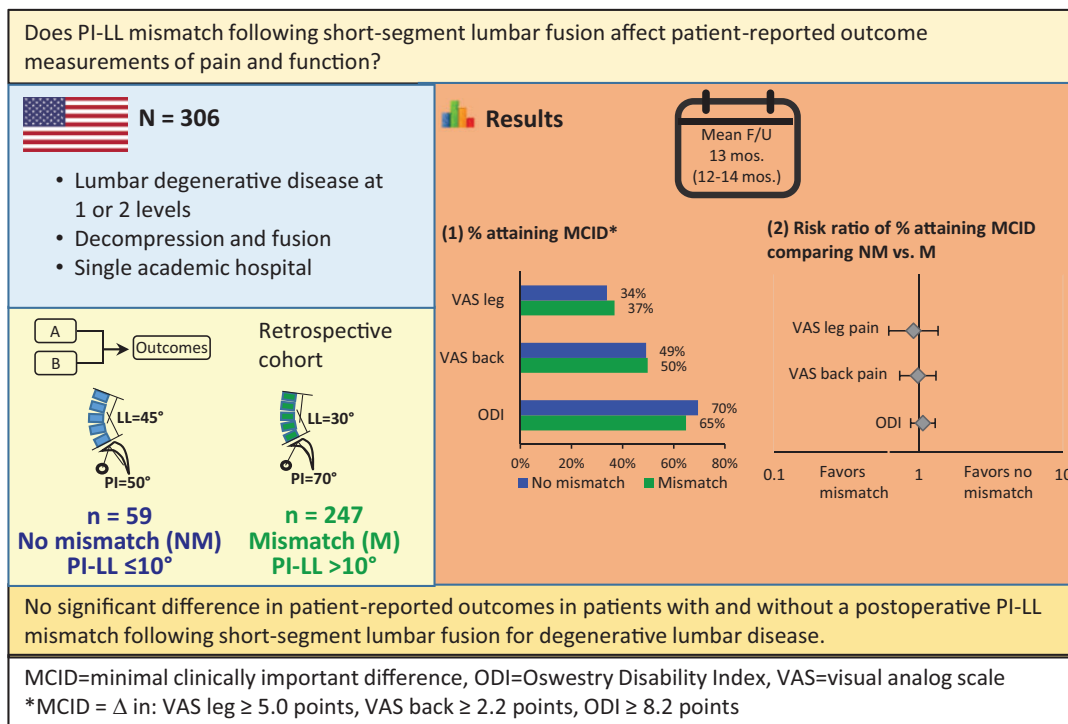 Does PI-LL mismatch following short-segment lumbar fusion affect patient-reported outcome
measurements of pain and function?
N = 306
• Lumbar degenerative disease at
1 or 2 levels
• Decompression and fusion
• Single academic hospital
A
B
Outcomes
Retrospective
cohort
LL=45°
PI=50°
LL=30°
PI=70°
n = 59
No mismatch (NM)
PI-LL ≤10°
n = 247
Mismatch (M)
PI-LL >10°
Results
Mean F/U
13 mos.
(12-14 mos.)
(1) % attaining MCID*
VAS leg
34%
37%
VAS back
49%
50%
ODI
70%
65%
0% 20% 40% 60% 80%
No mismatch Mismatch
(2) Risk ratio of % attaining MCID
comparing NM vs. M
VAS leg pain
VAS back pain
ODI
0.1 Favors mismatch 1 Favors no mismatch 10
No significant difference in patient-reported outcomes in patients with and without a postoperative PI-LL
mismatch following short-segment lumbar fusion for degenerative lumbar disease.
MCID=minimal clinically important difference, ODI=Oswestry Disability Index, VAS=visual analog scale
*MCID = Δ in: VAS leg ≥ 5.0 points, VAS back ≥ 2.2 points, ODI ≥ 8.2 points